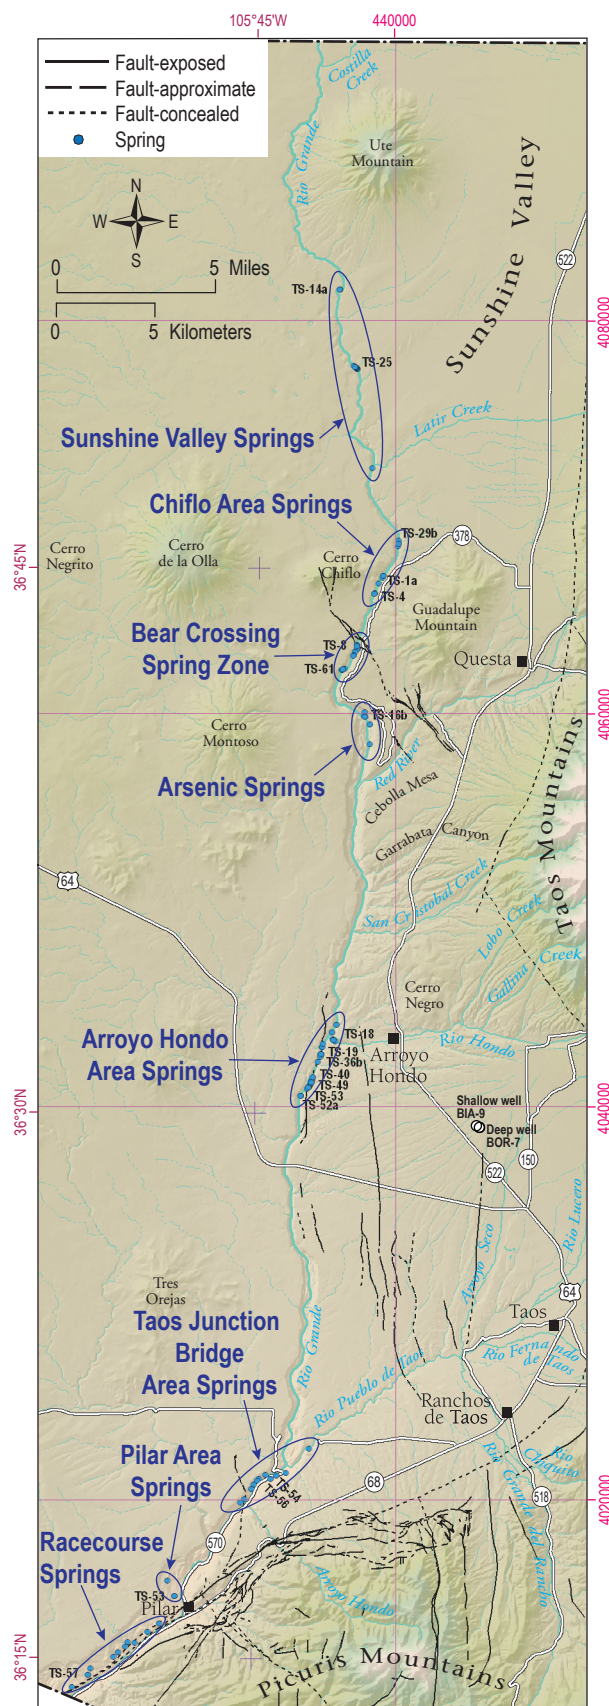 105°45'W
440000
Fault-exposed
Fault-approximate
Fault-concealed
Spring
Costilla
Creek
Ute
Mountain
Rio Grande
N
W
E
S
Sunshine Valley
522
0
5
Miles
0
5
Kilometers
TS-14a
4080000
TS-25
Latir Creek
Sunshine Valley Springs
Chiflo Area Springs
TS-29b
378
36°45'N
Cerro
Negrito
Cerro
de la Olla
Cerro
Chiflo
TS-1a
TS-4
Guadalupe
Mountain
Bear Crossing
Spring Zone
TS-8
TS-61
Questa
TS-16b
4060000
Cerro
Montoso
Arsenic Springs
Red River
Cebolla Mesa
Garrabata Canyon
Taos Mountains
64
San Cristobal Creek
Lobo Creek
Gallina Creek
Cerro
Negro
TS-18
Arroyo Hondo
Area Springs
TS-19
TS-36b
TS-40
TS-49
TS-53
TS-52a
Arroyo
Hondo
Rio Hondo
36°30'N
4040000
Shallow well
BIA-9
Deep well
BOR-7
150
522
Arroyo Seco
Rio Lucero
Tres
Orejas
64
Taos
Taos Junction
Bridge
Area Springs
Rio Grande
Rio Fernando
de Taos
Rio Pueblo de Taos
Ranchos
de Taos
Pilar Area
Springs
TS-54
TS-56
68
Rio
Chiquito
Rio Grande del Rancho
518
4020000
570
Racecourse
Springs
TS-53
Pilar
Arroyo Hondo
36°15'N
TS-57
Picuris Mountains